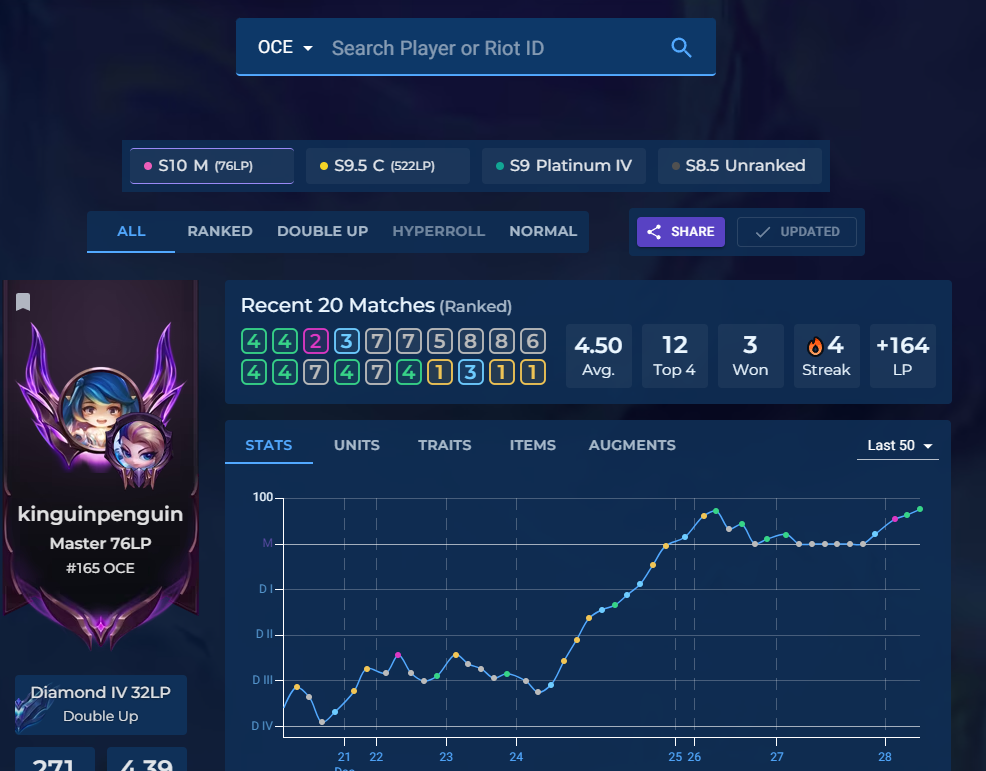 OCE Search Player or Riot ID
S10 M (76LP) S9.5 C (522LP) S9 Platinum IV S8.5 Unranked
ALL RANKED DOUBLE UP HYPERROLL NORMAL SHARE UPDATED
Recent 20 Matches (Ranked)
4 4 2 3 7 7 5 8 8 6
4 4 7 4 7 4 1 3 1 1
4.50 12 3 4 +164
Avg. Top 4 Won Streak LP
STATS UNITS TRAITS ITEMS AUGMENTS Last 50
kinguinpenguin
Master 76LP
#165 OCE
Diamond IV 32LP
Double Up
271 4.39
100
M
D I
D II
D III
D IV
21 22 23 24 25 26 27 28
Dec